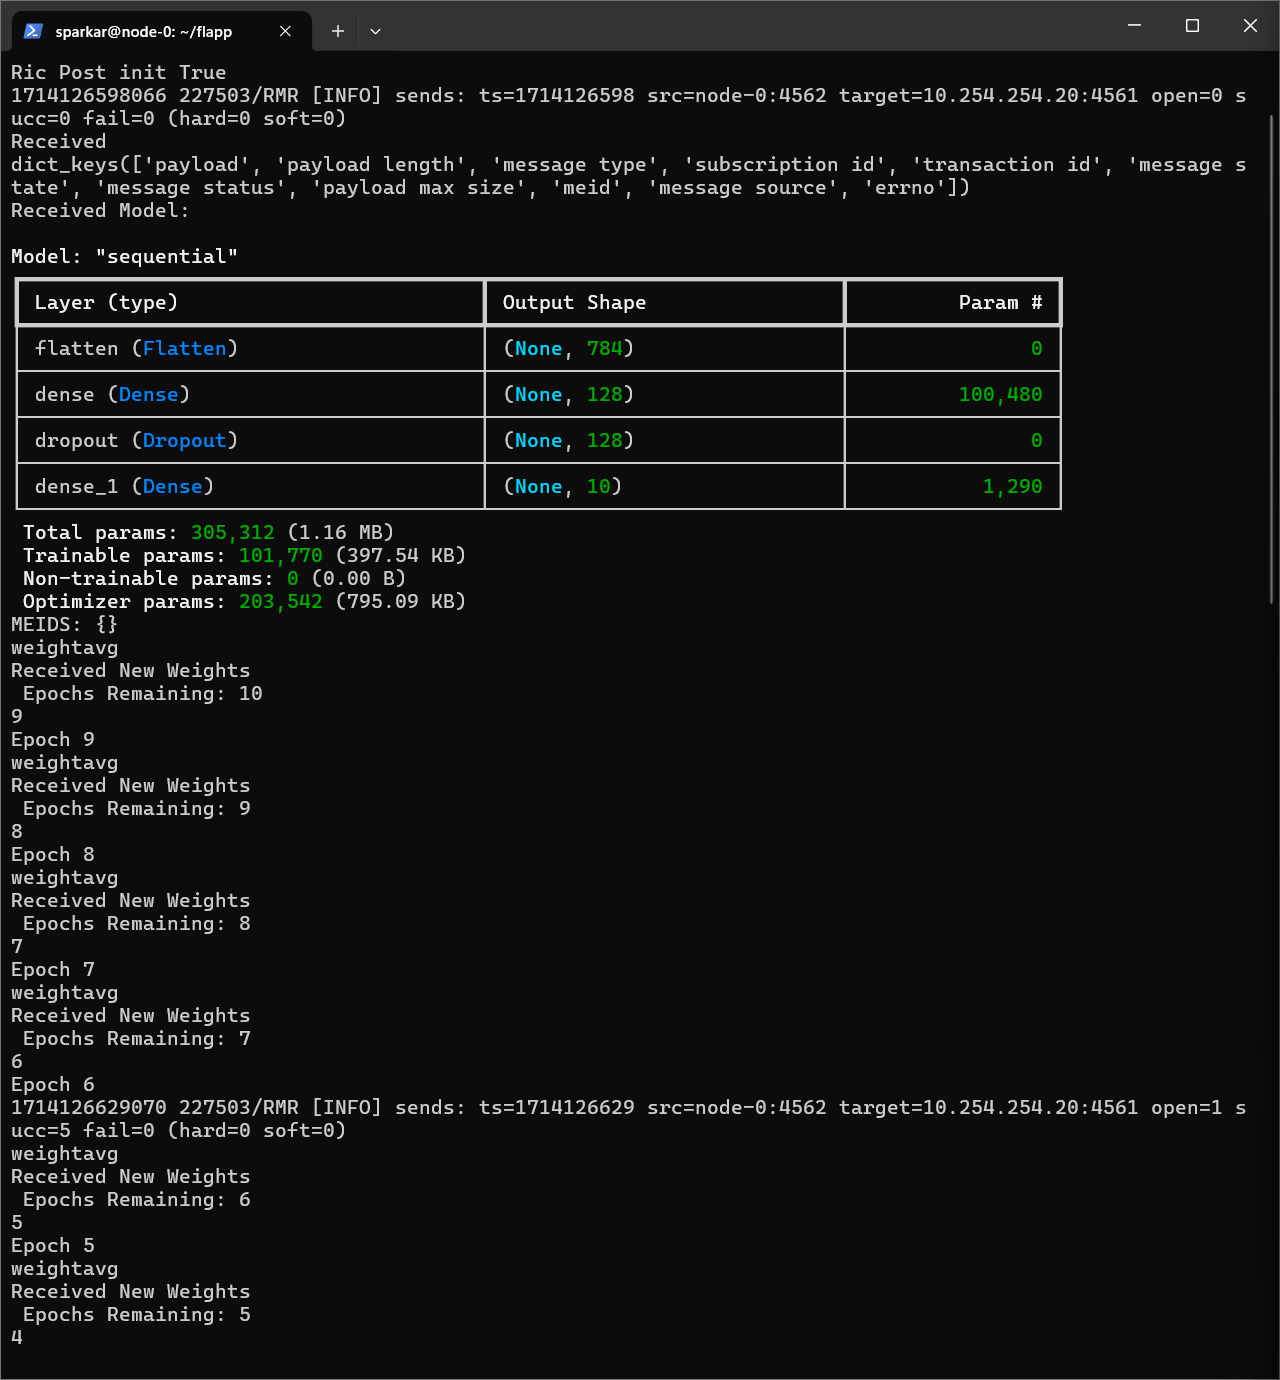 sparkar@node-0: ~/flapp
Ric Post init True
1714126598066 227503/RMR [INFO] sends: ts=1714126598 src=node-0:4562 target=10.254.254.20:4561 open=0 s
ucc=0 fail=0 (hard=0 soft=0)
Received
dict_keys(['payload', 'payload length', 'message type', 'subscription id', 'transaction id', 'message s
tate', 'message status', 'payload max size', 'meid', 'message source', 'errno'])
Received Model:
Model: "sequential"
Layer (type) Output Shape Param #
flatten (Flatten) (None, 784) 0
dense (Dense) (None, 128) 100,480
dropout (Dropout) (None, 128) 0
dense_1 (Dense) (None, 10) 1,290
Total params: 305,312 (1.16 MB)
Trainable params: 101,770 (397.54 KB)
Non-trainable params: 0 (0.00 B)
Optimizer params: 203,542 (795.09 KB)
MEIDS: {}
weightavg
Received New Weights
Epochs Remaining: 10
9
Epoch 9
weightavg
Received New Weights
Epochs Remaining: 9
8
Epoch 8
weightavg
Received New Weights
Epochs Remaining: 8
7
Epoch 7
weightavg
Received New Weights
Epochs Remaining: 7
6
Epoch 6
1714126629070 227503/RMR [INFO] sends: ts=1714126629 src=node-0:4562 target=10.254.254.20:4561 open=1 s
ucc=5 fail=0 (hard=0 soft=0)
weightavg
Received New Weights
Epochs Remaining: 6
5
Epoch 5
weightavg
Received New Weights
Epochs Remaining: 5
4